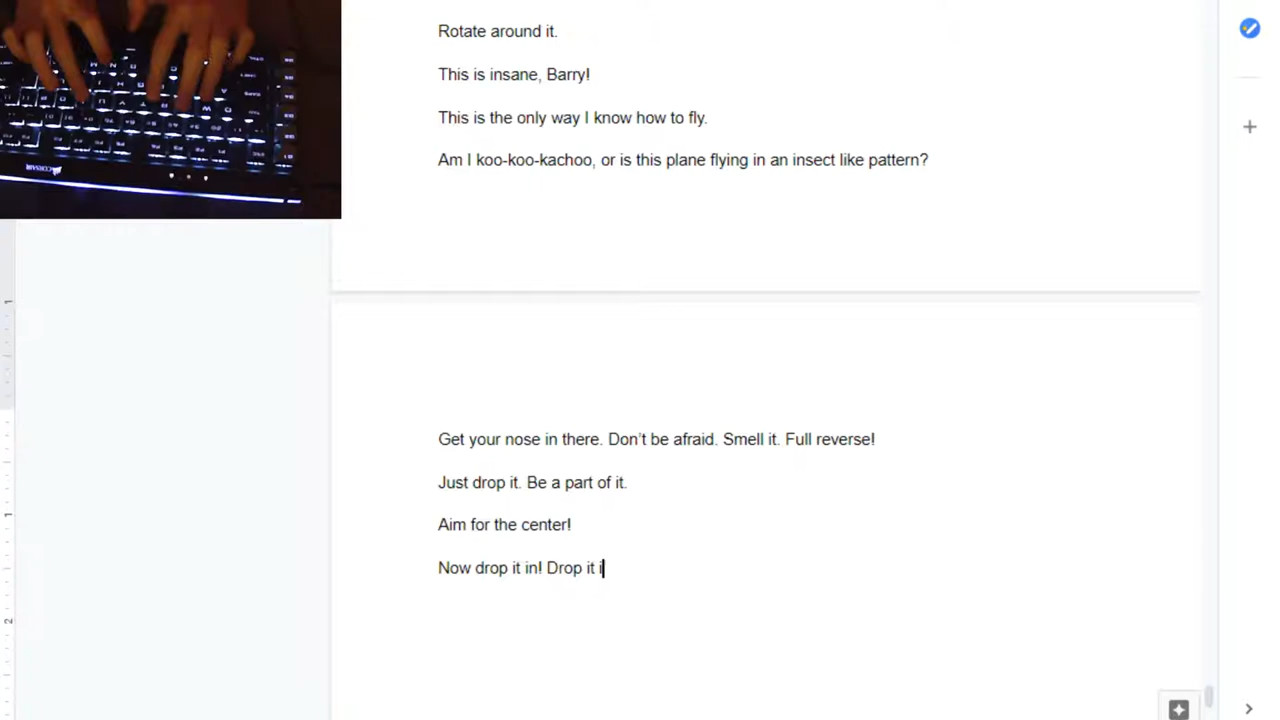 Rotate around it.
This is insane, Barry!
This is the only way I know how to fly.
Am I koo-koo-kachoo, or is this plane flying in an insect like pattern?
Get your nose in there. Don't be afraid. Smell it. Full reverse!
Just drop it. Be a part of it.
Aim for the center!
Now drop it in! Drop it i
1
1
2